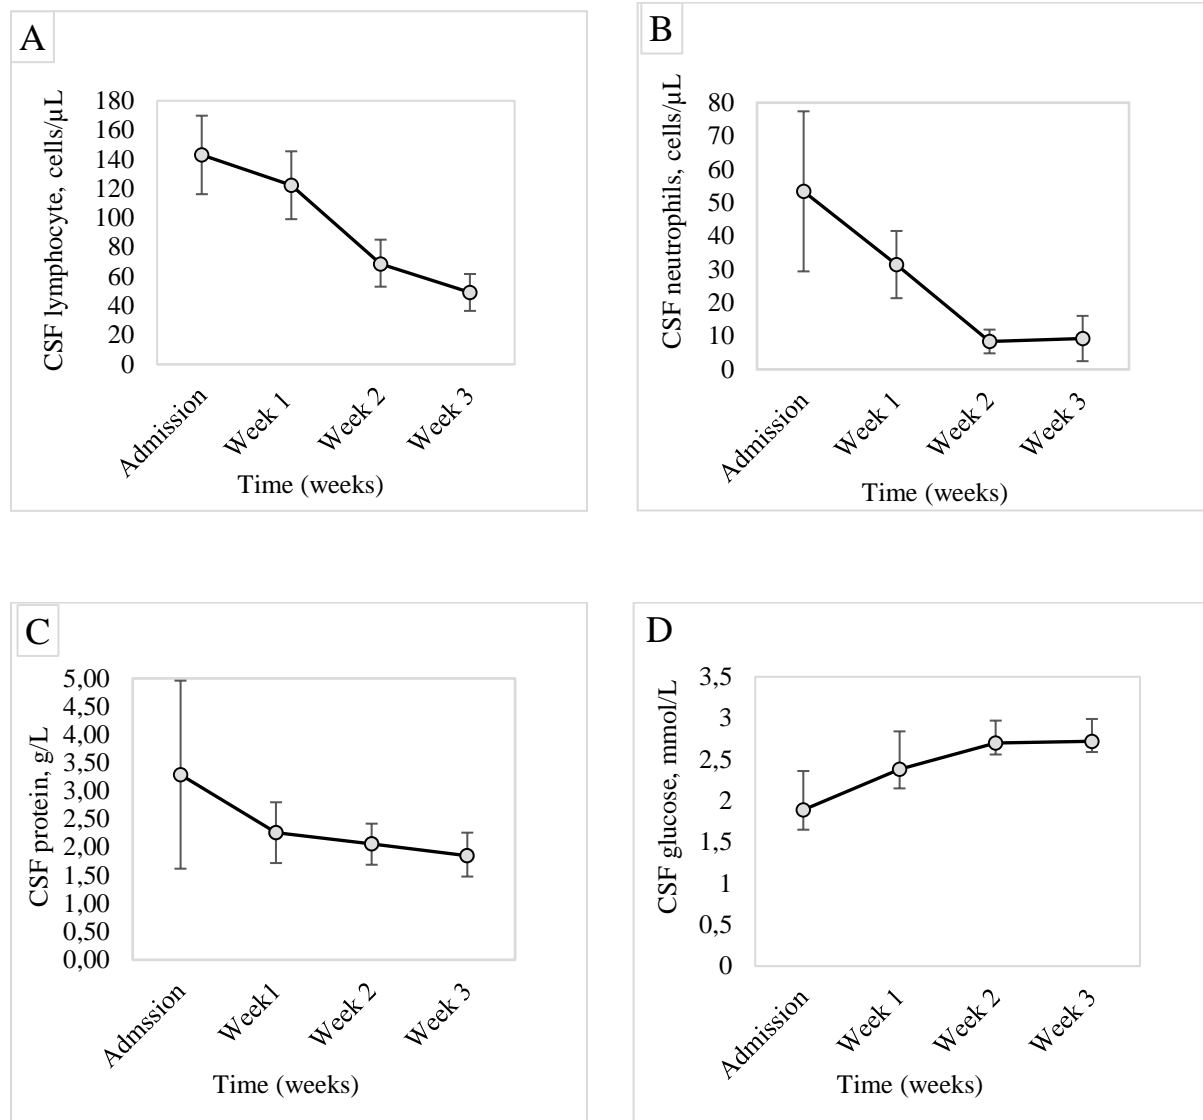 A
CSF lymphocyte, cells/µL
180
160
140
120
100
80
60
40
20
0
Admission
Week 1
Week 2
Week 3
Time (weeks)
B
CSF neutrophils, cells/µL
80
70
60
50
40
30
20
10
0
Admission
Week 1
Week 2
Week 3
Time (weeks)
C
CSF protein, g/L
5,00
4,50
4,00
3,50
3,00
2,50
2,00
1,50
1,00
0,50
0,00
Admssion
Week1
Week 2
Week 3
Time (weeks)
D
CSF glucose, mmol/L
3,5
3
2,5
2
1,5
1
0,5
0
Admission
Week 1
Week 2
Week 3
Time (weeks)